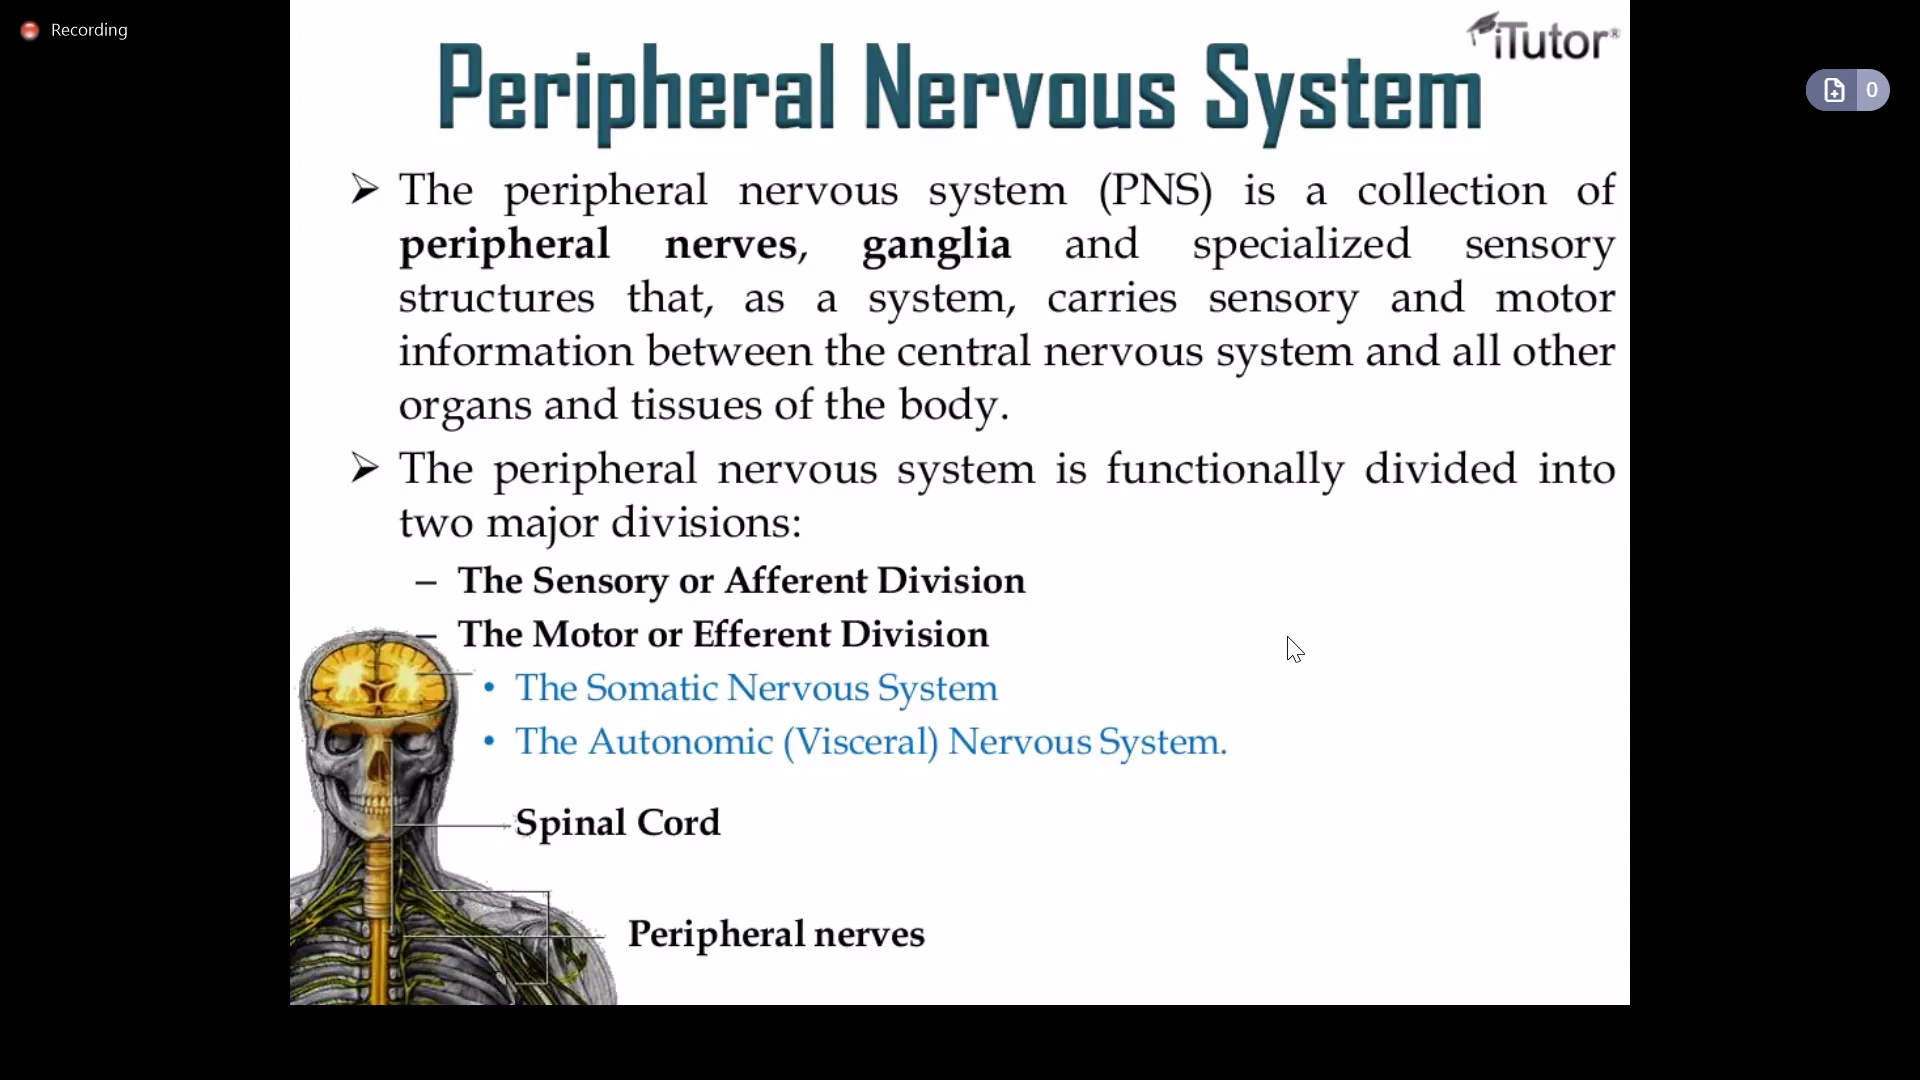 Recording
iTutor®
0
Peripheral Nervous System
➢ The peripheral nervous system (PNS) is a collection of
peripheral nerves, ganglia and specialized sensory
structures that, as a system, carries sensory and motor
information between the central nervous system and all other
organs and tissues of the body.
➢ The peripheral nervous system is functionally divided into
two major divisions:
– The Sensory or Afferent Division
– The Motor or Efferent Division
• The Somatic Nervous System
• The Autonomic (Visceral) Nervous System.
Spinal Cord
Peripheral nerves